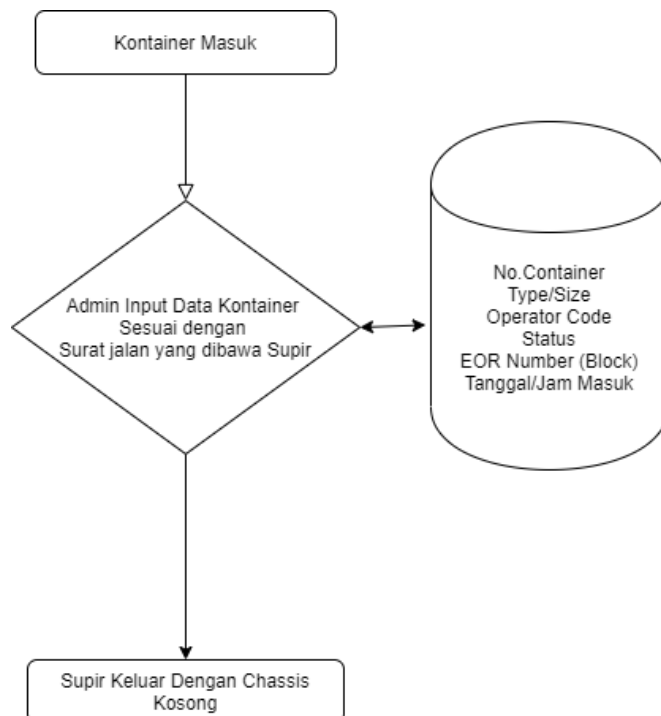 Kontainer Masuk
Admin Input Data Kontainer
Sesuai dengan
Surat jalan yang dibawa Supir
No.Container
Type/Size
Operator Code
Status
EOR Number (Block)
Tanggal/Jam Masuk
Supir Keluar Dengan Chassis
Kosong